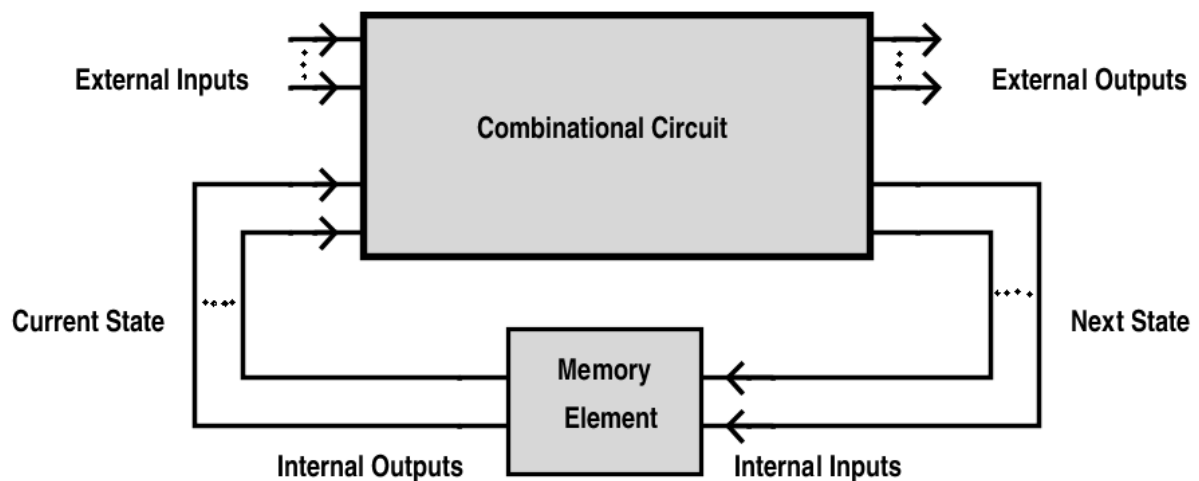 External Inputs
External Outputs
Combinational Circuit
Current State
Next State
Memory
Element
Internal Outputs
Internal Inputs